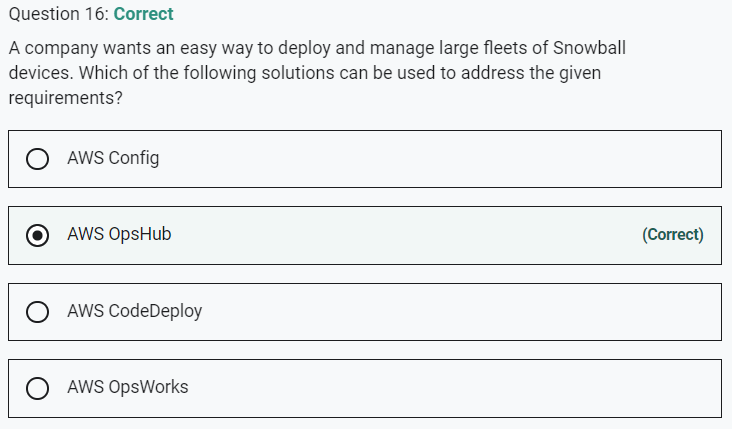 Question 16: Correct
A company wants an easy way to deploy and manage large fleets of Snowball
devices. Which of the following solutions can be used to address the given
requirements?
AWS Config
AWS OpsHub (Correct)
AWS CodeDeploy
AWS OpsWorks